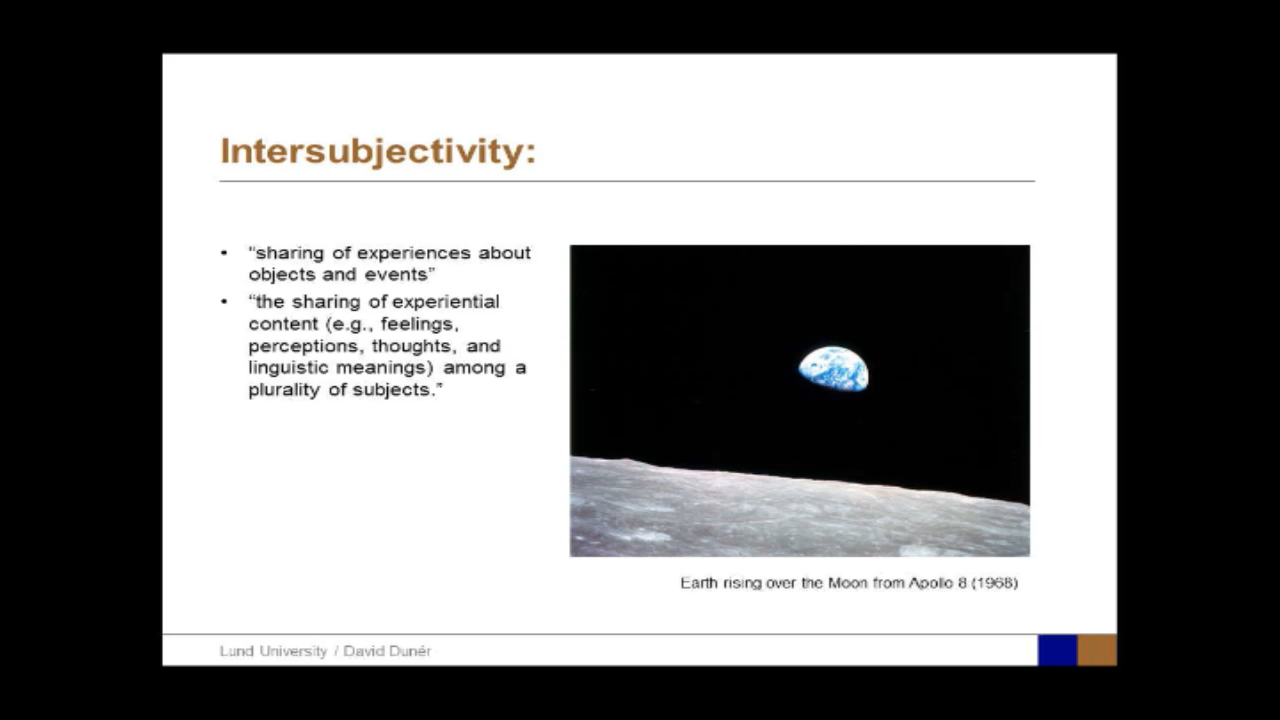 Intersubjectivity:
• “sharing of experiences about
objects and events”
• “the sharing of experiential
content (e.g., feelings,
perceptions, thoughts, and
linguistic meanings) among a
plurality of subjects.”
Earth rising over the Moon from Apollo 8 (1968)
Lund University / David Dunér